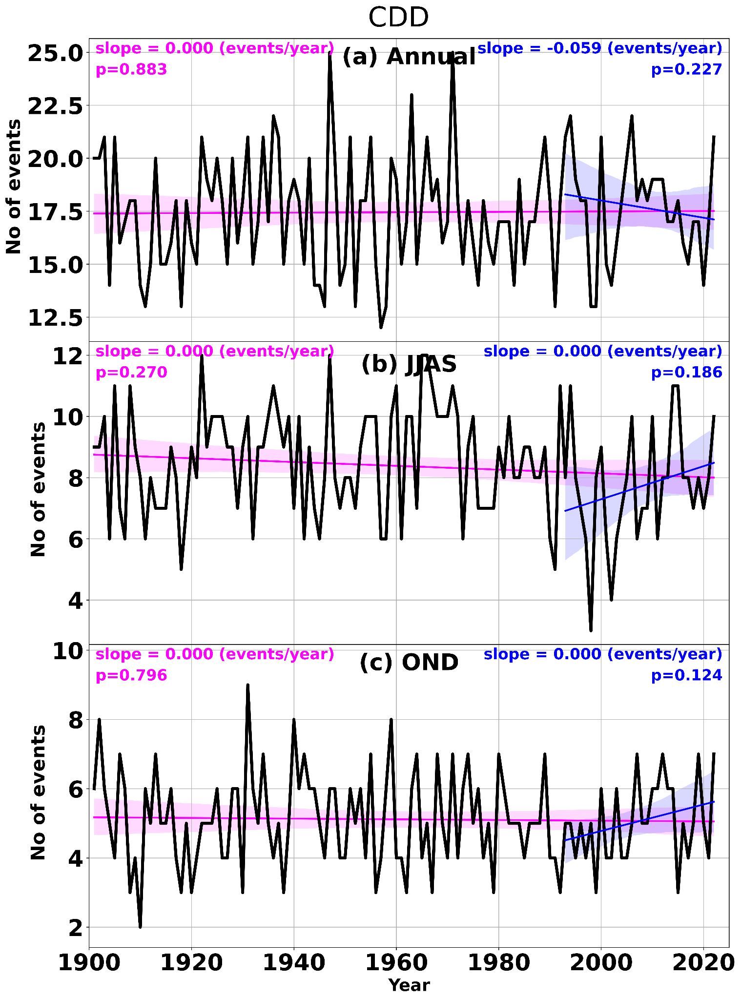 CDD
slope = 0.000 (events/year)
(a) Annual
slope = -0.059 (events/year)
p=0.883
p=0.227
25.0
22.5
20.0
17.5
15.0
12.5
No of events
slope = 0.000 (events/year)
(b) JJAS
slope = 0.000 (events/year)
p=0.270
p=0.186
12
10
8
6
4
No of events
slope = 0.000 (events/year)
(c) OND
slope = 0.000 (events/year)
p=0.796
p=0.124
10
8
6
4
2
No of events
1900 1920 1940 1960 1980 2000 2020
Year